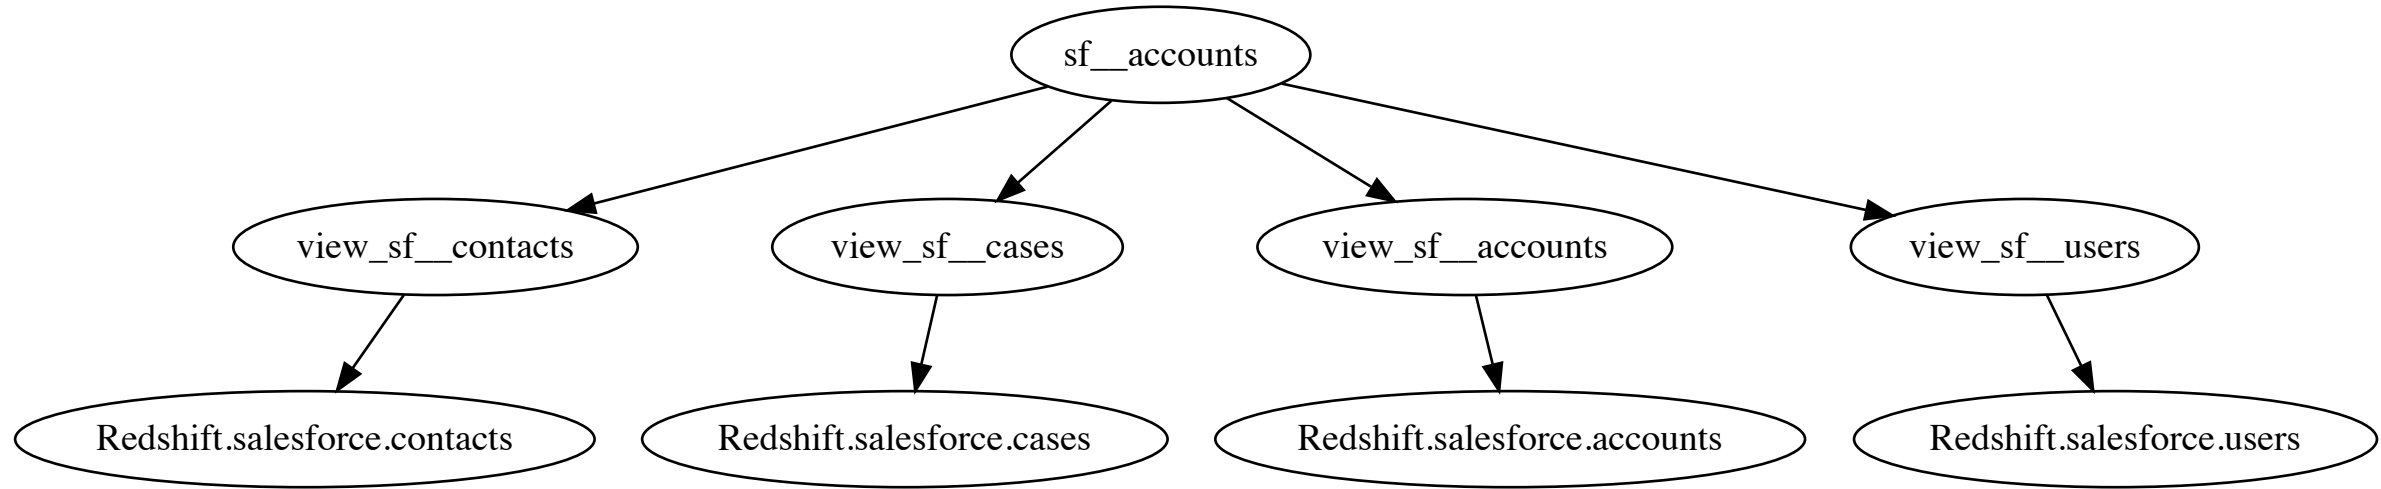 sf__accounts
view_sf__contacts
view_sf__cases
view_sf__accounts
view_sf__users
Redshift.salesforce.contacts
Redshift.salesforce.cases
Redshift.salesforce.accounts
Redshift.salesforce.users